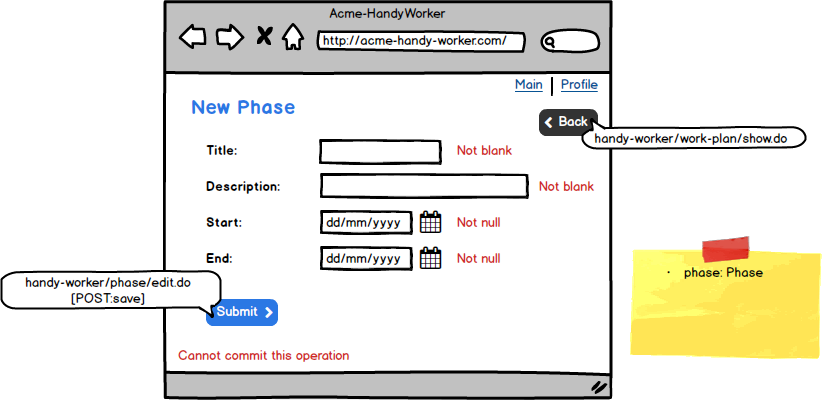 Acme-HandyWorker
http://acme-handy-worker.com/
Main Profile
New Phase
Back
handy-worker/work-plan/show.do
Title: Not blank
Description: Not blank
Start: dd/mm/yyyy Not null
End: dd/mm/yyyy Not null
handy-worker/phase/edit.do
[POST:save]
Submit
Cannot commit this operation
• phase: Phase